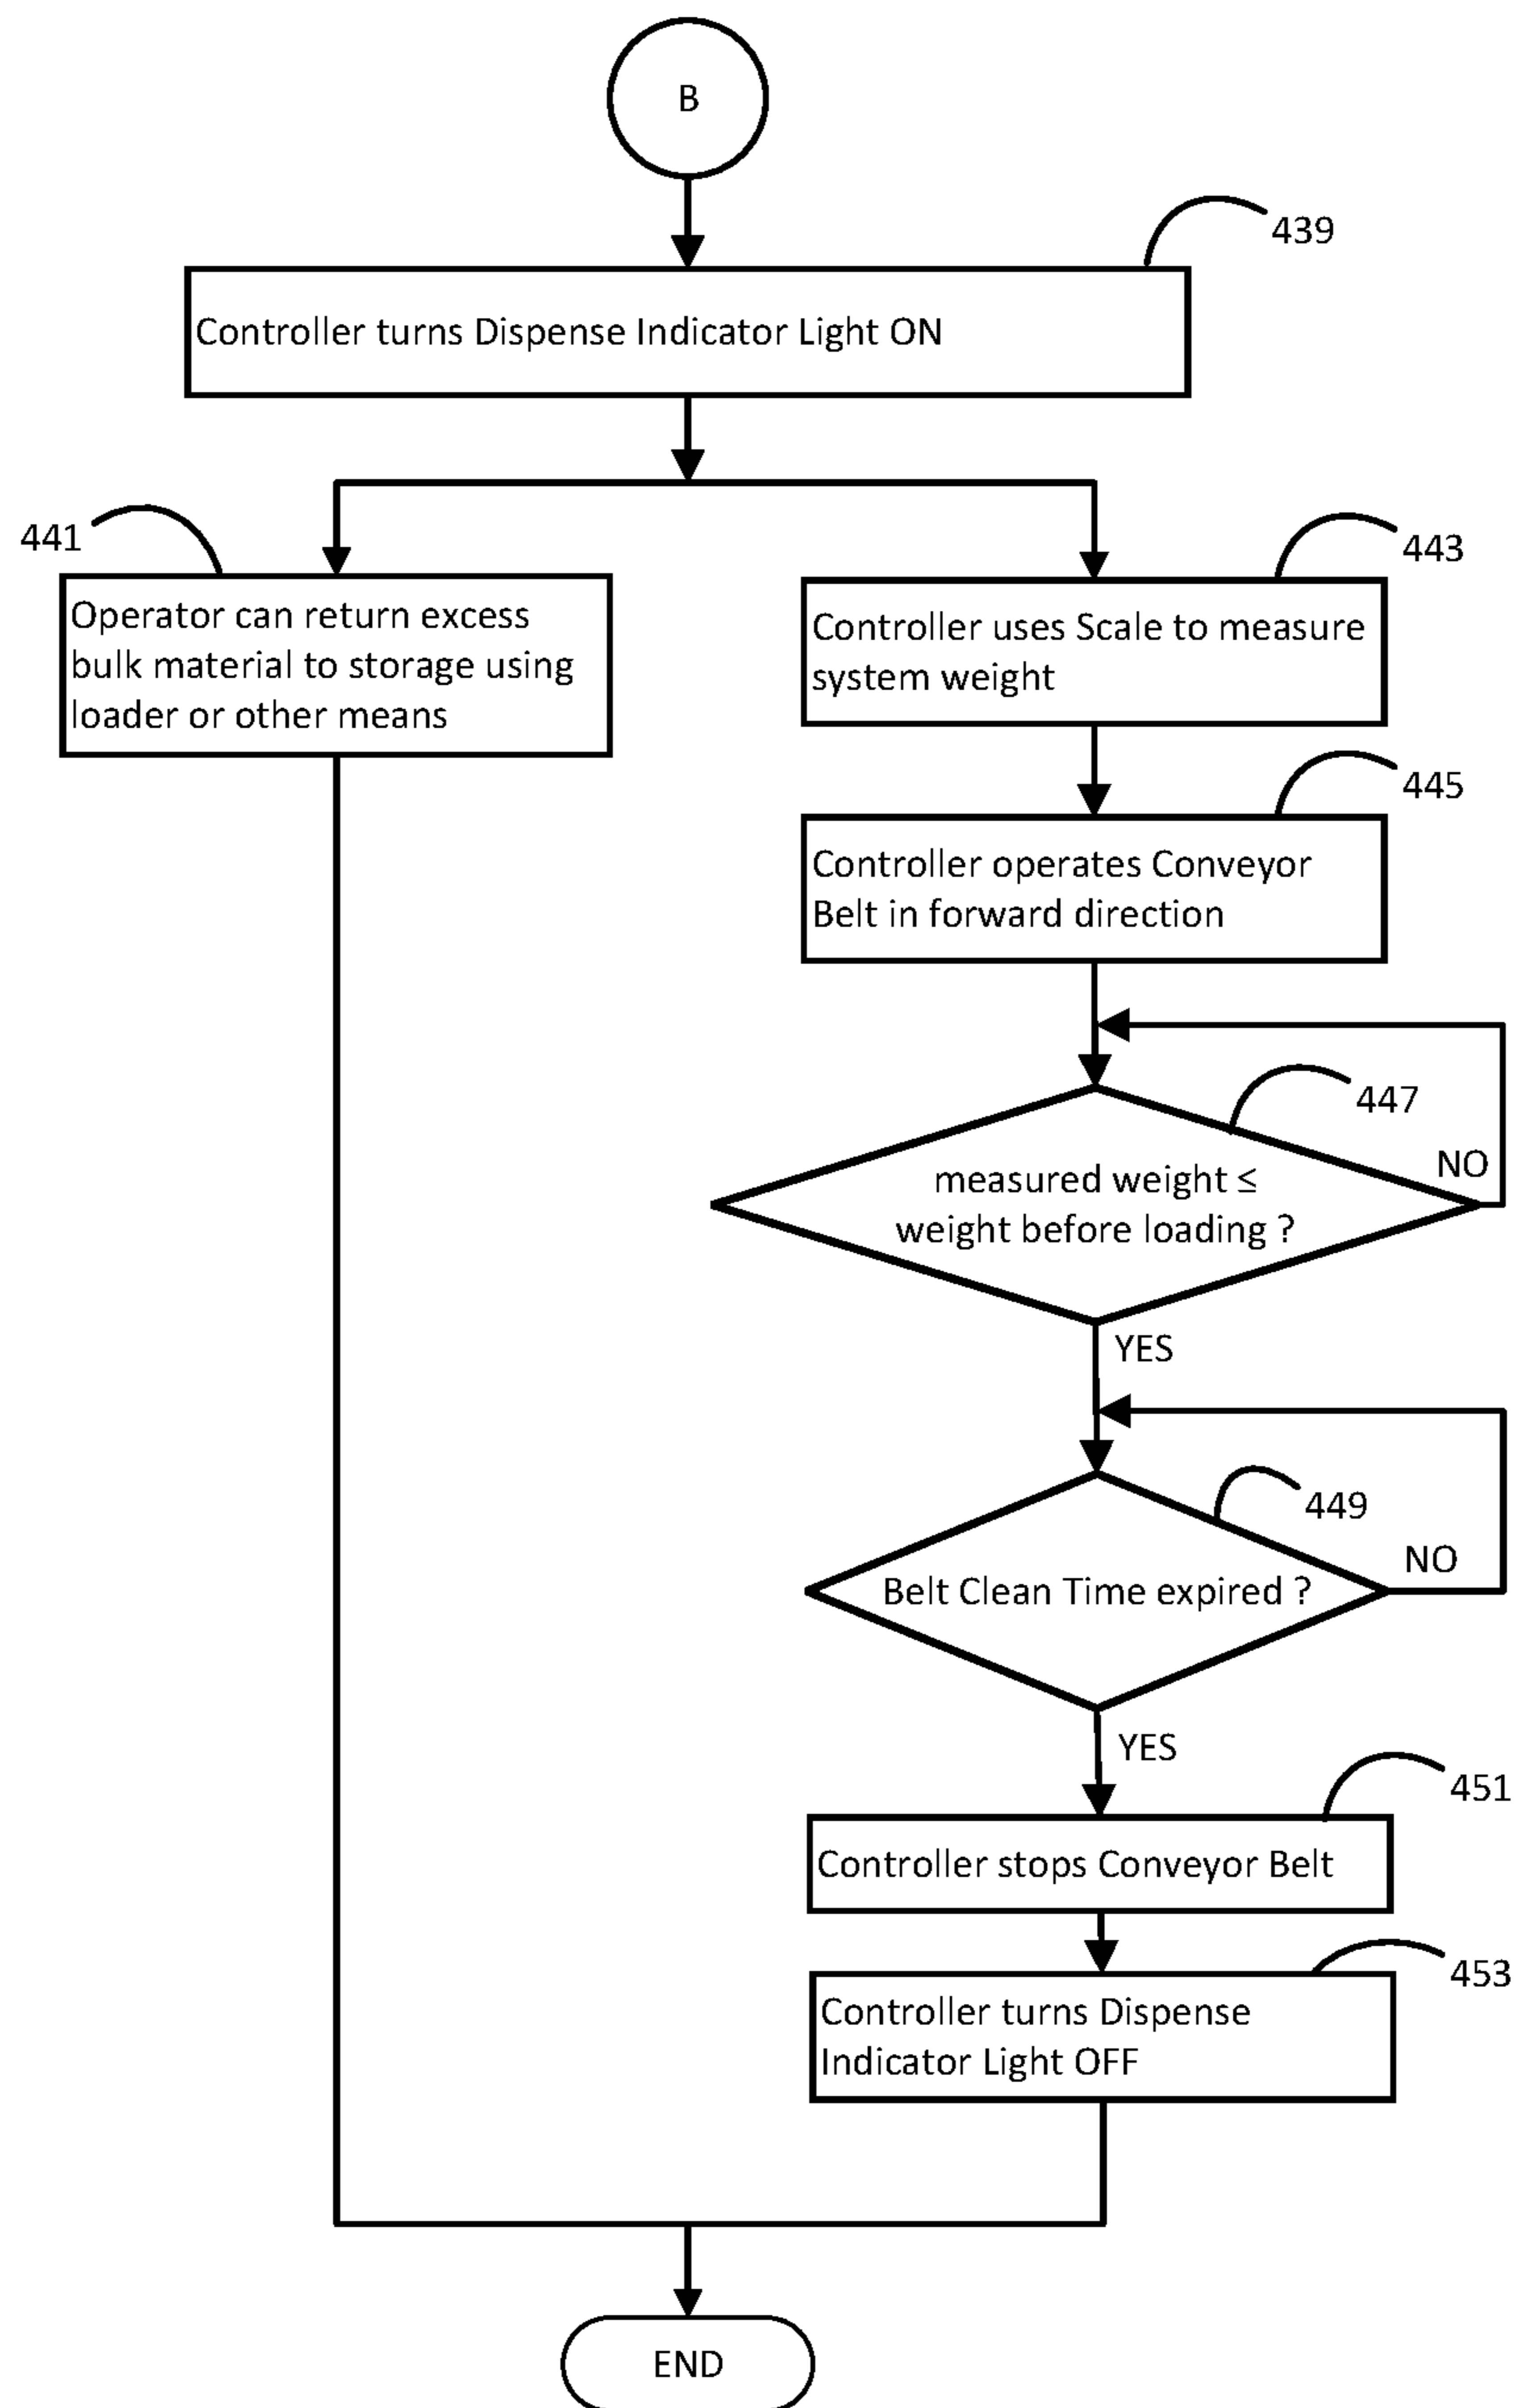 B
439
Controller turns Dispense Indicator Light ON
441
Operator can return excess
bulk material to storage using
loader or other means
443
Controller uses Scale to measure
system weight
445
Controller operates Conveyor
Belt in forward direction
447
NO
measured weight ≤
weight before loading ?
YES
449
NO
Belt Clean Time expired ?
YES
451
Controller stops Conveyor Belt
453
Controller turns Dispense
Indicator Light OFF
END